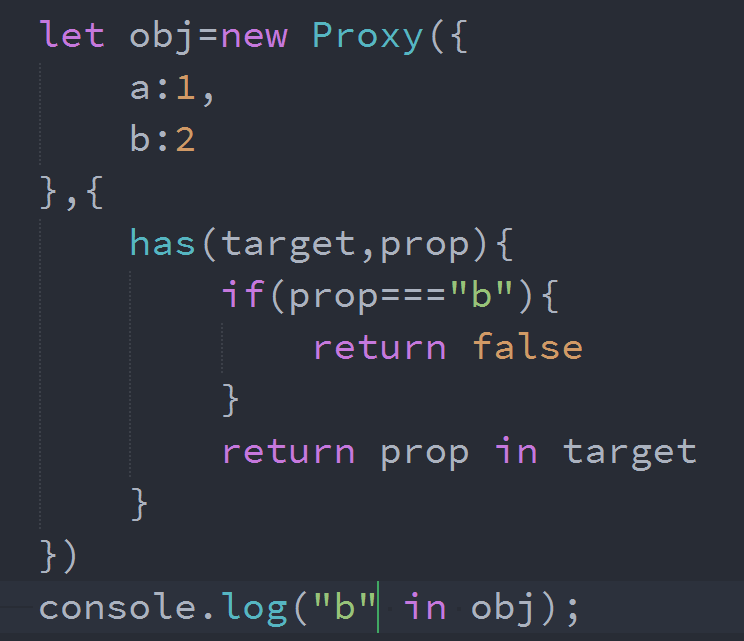 let obj=new Proxy({
    a:1,
    b:2
},{
    has(target,prop){
        if(prop==="b"){
            return false
        }
        return prop in target
    }
})
console.log("b" in obj);